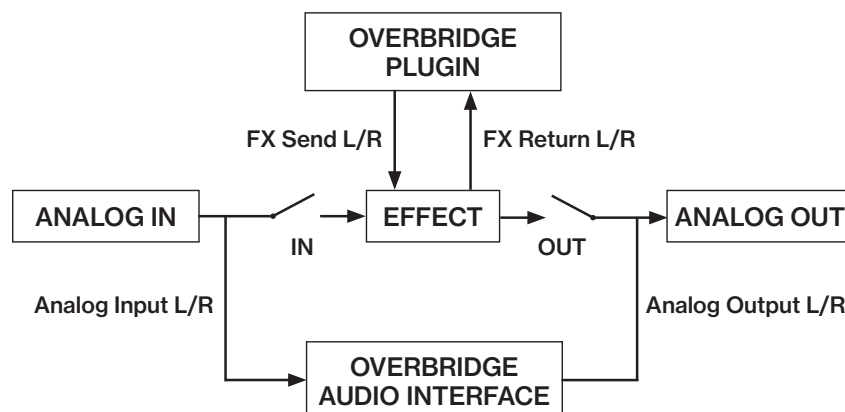 OVERBRIDGE
PLUGIN
FX Send L/R
FX Return L/R
ANALOG IN
EFFECT
ANALOG OUT
IN
OUT
Analog Input L/R
Analog Output L/R
OVERBRIDGE
AUDIO INTERFACE